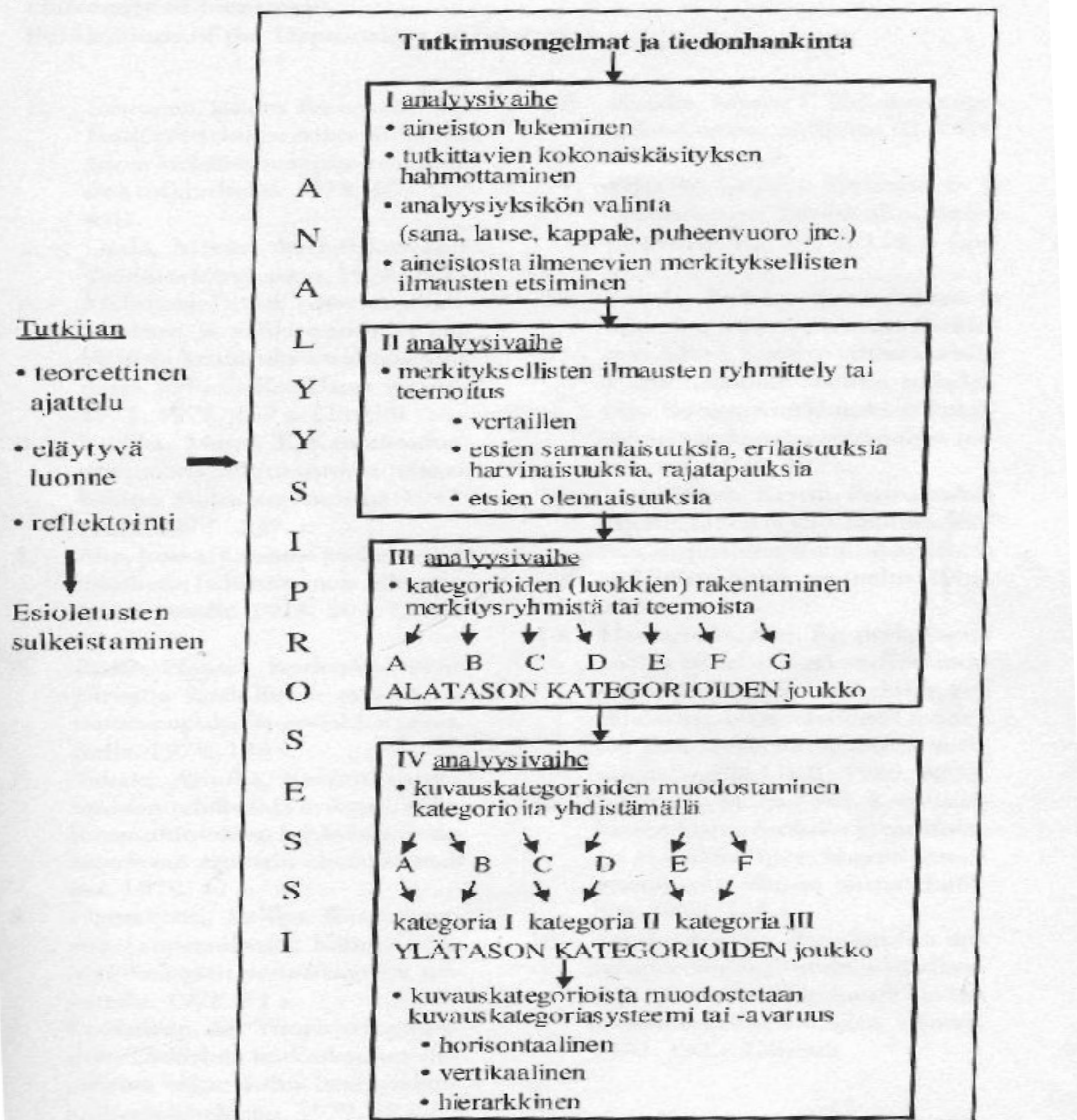 Tutkimusongelmat ja tiedonhankinta
I analyysivaihe
• aineiston lukeminen
• tutkittavien kokonaiskäsityksen
hahmottaminen
• analyysiyksikön valinta
(sana, lause, kappale, puheenvuoro jne.)
• aineistosta ilmenevien merkityksellisten
ilmausten etsiminen
Tutkijan
• teoreettinen
ajattelu
• eläytyvä
luonne
• reflektointi
Esioletusten
sulkeistaminen
A
N
A
L
Y
Y
S
I
P
R
O
S
E
S
S
I
II analyysivaihe
• merkityksellisten ilmausten ryhmittely tai
teemoitus
• vertaillen
• etsien samanlaisuuksia, erilaisuuksia
harvinaisuuksia, rajatapauksia
• etsien olennaisuuksia
III analyysivaihe
• kategorioiden (luokkien) rakentaminen
merkitysryhmistä tai teemoista
A B C D E F G
ALATASON KATEGORIOIDEN joukko
IV analyysivaihe
• kuvauskategorioiden muodostaminen
kategorioita yhdistämällä
A B C D E F
kategoria I kategoria II kategoria III
YLÄTASON KATEGORIOIDEN joukko
• kuvauskategorioista muodostetaan
kuvauskategoriasysteemi tai -avaruus
• horisontaalinen
• vertikaalinen
• hierarkkinen